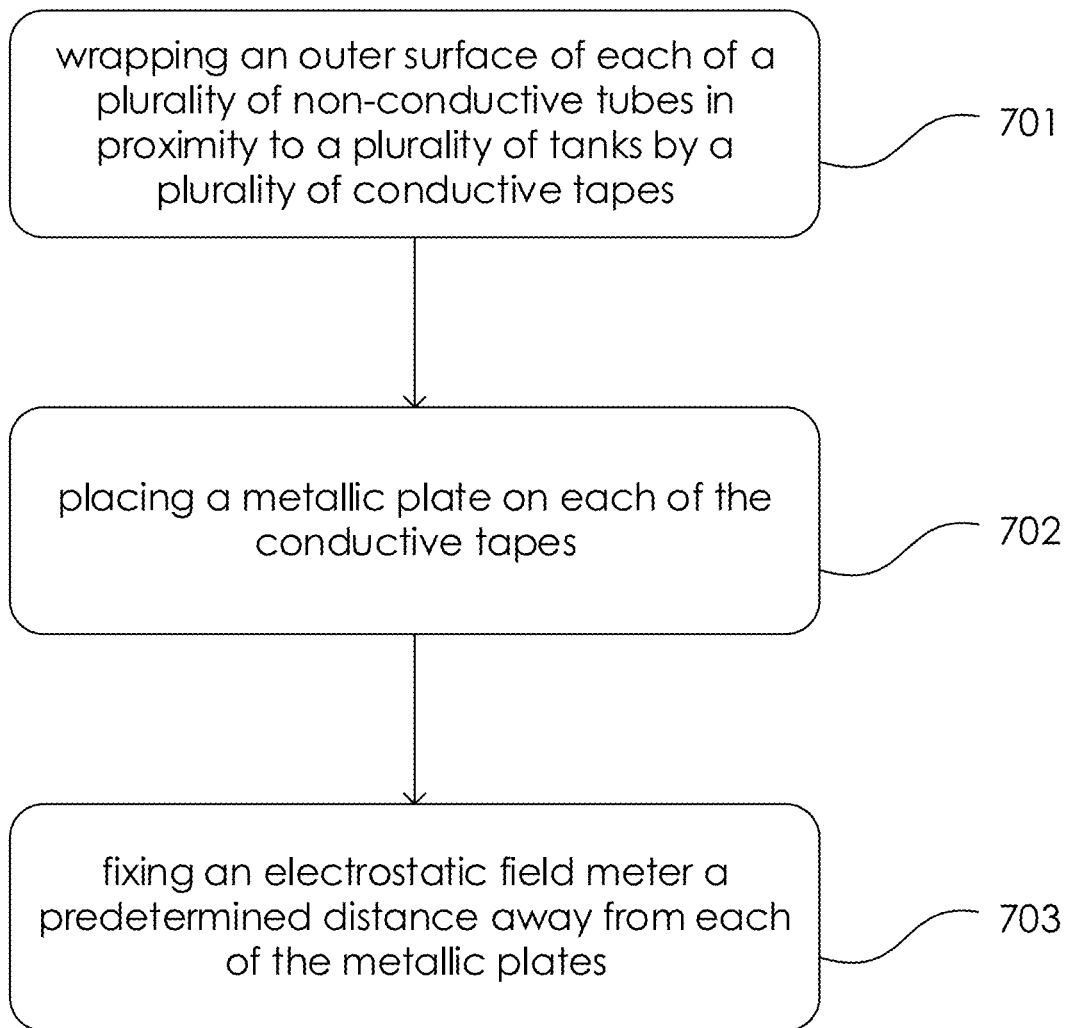 wrapping an outer surface of each of a
plurality of non-conductive tubes in
proximity to a plurality of tanks by a
plurality of conductive tapes
701
placing a metallic plate on each of the
conductive tapes
702
fixing an electrostatic field meter a
predetermined distance away from each
of the metallic plates
703